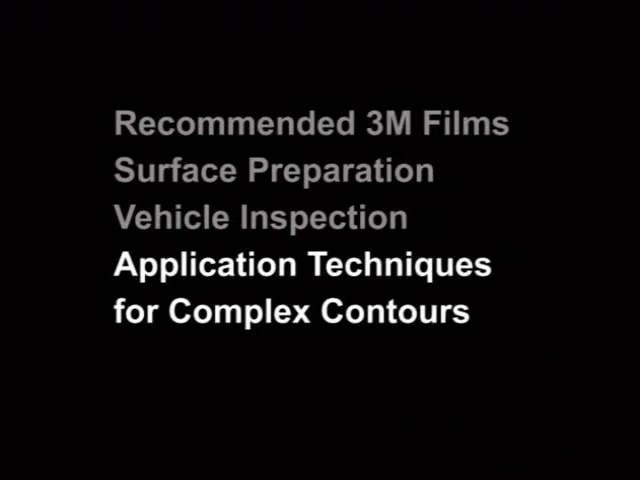 Recommended 3M Films
Surface Preparation
Vehicle Inspection
Application Techniques
for Complex Contours